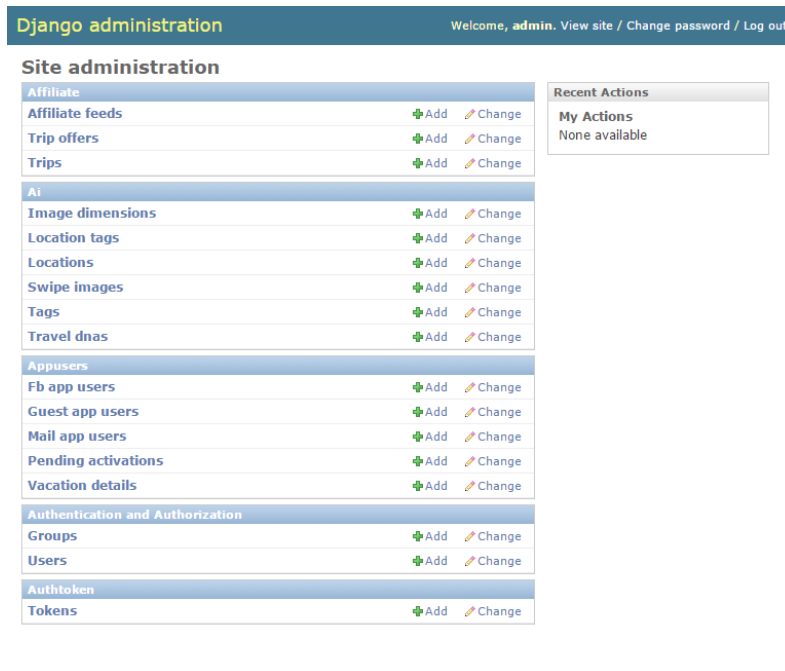 Django administration
Welcome, admin. View site / Change password / Log out
Site administration
Affiliate
Affiliate feeds Add Change
Trip offers Add Change
Trips Add Change
Ai
Image dimensions Add Change
Location tags Add Change
Locations Add Change
Swipe images Add Change
Tags Add Change
Travel dnas Add Change
Appusers
Fb app users Add Change
Guest app users Add Change
Mail app users Add Change
Pending activations Add Change
Vacation details Add Change
Authentication and Authorization
Groups Add Change
Users Add Change
Authtoken
Tokens Add Change
Recent Actions
My Actions
None available